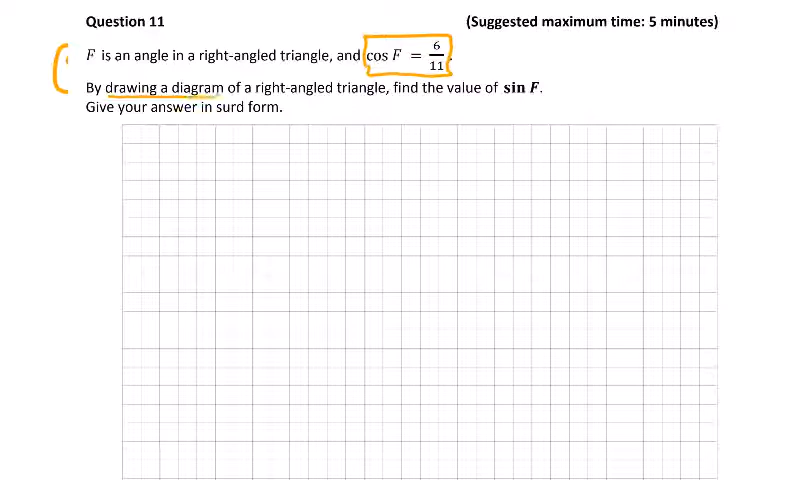 Question 11 (Suggested maximum time: 5 minutes)
F is an angle in a right-angled triangle, and cos F = 6/11.
By drawing a diagram of a right-angled triangle, find the value of sin F.
Give your answer in surd form.